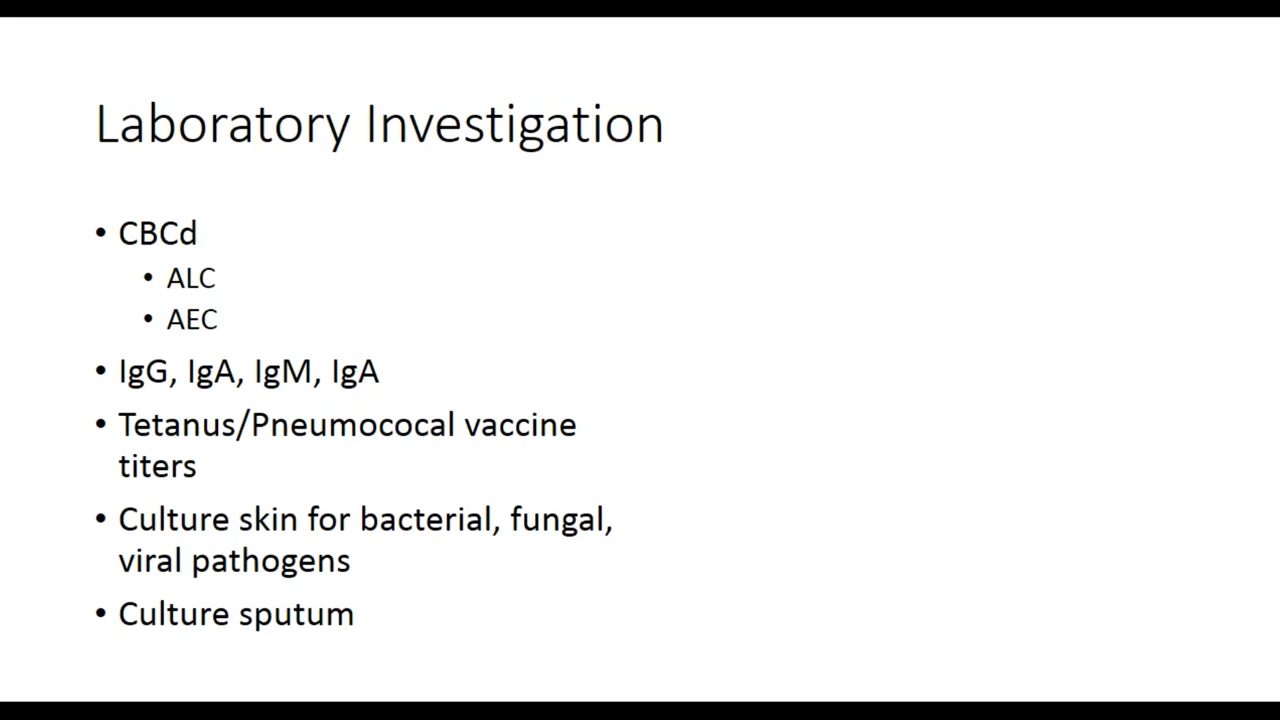 Laboratory Investigation
• CBCd
• ALC
• AEC
• IgG, IgA, IgM, IgA
• Tetanus/Pneumococal vaccine
titers
• Culture skin for bacterial, fungal,
viral pathogens
• Culture sputum